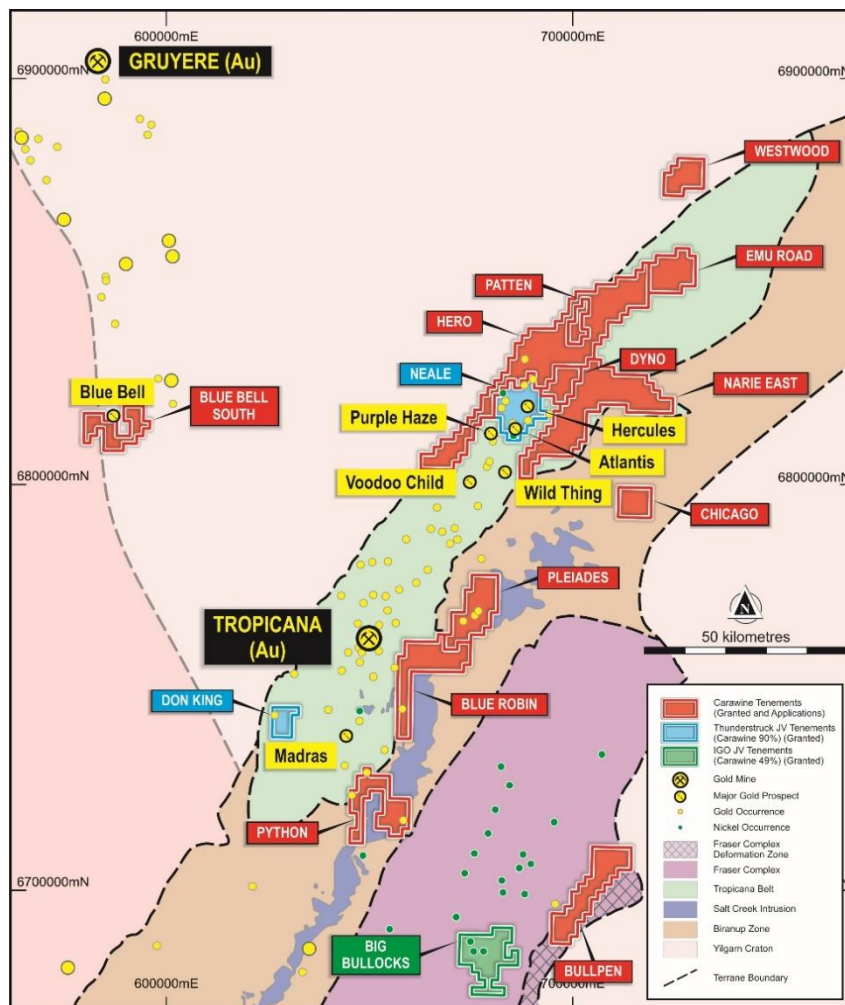 600000mE
700000mE
6900000mN
6900000mN
GRUYERE (Au)
WESTWOOD
EMU ROAD
PATTEN
HERO
DYNO
NEALE
NARIE EAST
Blue Bell
BLUE BELL
SOUTH
Purple Haze
Hercules
Atlantis
Voodoo Child
Wild Thing
6800000mN
6800000mN
CHICAGO
PLEIADES
N
50 kilometres
TROPICANA
(Au)
DON KING
BLUE ROBIN
Madras
PYTHON
6700000mN
BIG
BULLOCKS
BULLPEN
600000mE
700000mE
Carawine Tenements
(Granted and Applications)
Thunderstruck JV Tenements
(Carawine 90%) (Granted)
IGO JV Tenements
(Carawine 49%) (Granted)
Gold Mine
Major Gold Prospect
Gold Occurrence
Nickel Occurrence
Fraser Complex
Deformation Zone
Fraser Complex
Tropicana Belt
Salt Creek Intrusion
Biranup Zone
Yilgarn Craton
Terrane Boundary